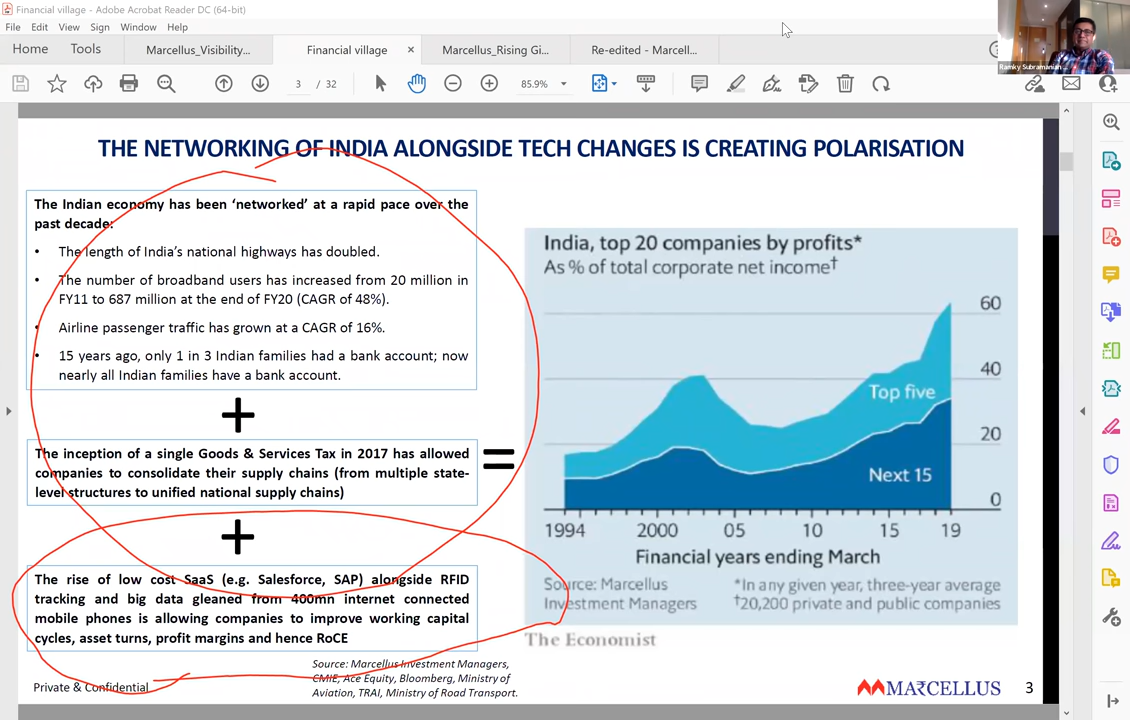 Financial village - Adobe Acrobat Reader DC (64-bit)
File Edit View Sign Window Help
Home Tools Marcellus_Visibility... Financial village × Marcellus_Rising Gi... Re-edited - Marcell...
Ramky Subramanian
3 / 32 85.9%
THE NETWORKING OF INDIA ALONGSIDE TECH CHANGES IS CREATING POLARISATION
The Indian economy has been ‘networked’ at a rapid pace over the
past decade:
• The length of India’s national highways has doubled.
• The number of broadband users has increased from 20 million in
FY11 to 687 million at the end of FY20 (CAGR of 48%).
• Airline passenger traffic has grown at a CAGR of 16%.
• 15 years ago, only 1 in 3 Indian families had a bank account; now
nearly all Indian families have a bank account.
+
The inception of a single Goods & Services Tax in 2017 has allowed
companies to consolidate their supply chains (from multiple state-
level structures to unified national supply chains)
+
The rise of low cost SaaS (e.g. Salesforce, SAP) alongside RFID
tracking and big data gleaned from 400mn internet connected
mobile phones is allowing companies to improve working capital
cycles, asset turns, profit margins and hence RoCE
=
India, top 20 companies by profits*
As % of total corporate net income†
60
40
Top five
20
Next 15
0
1994 2000 05 10 15 19
Financial years ending March
Source: Marcellus
Investment Managers
*In any given year, three-year average
†20,200 private and public companies
The Economist
Source: Marcellus Investment Managers,
CMIE, Ace Equity, Bloomberg, Ministry of
Aviation, TRAI, Ministry of Road Transport.
Private & Confidential
MARCELLUS 3